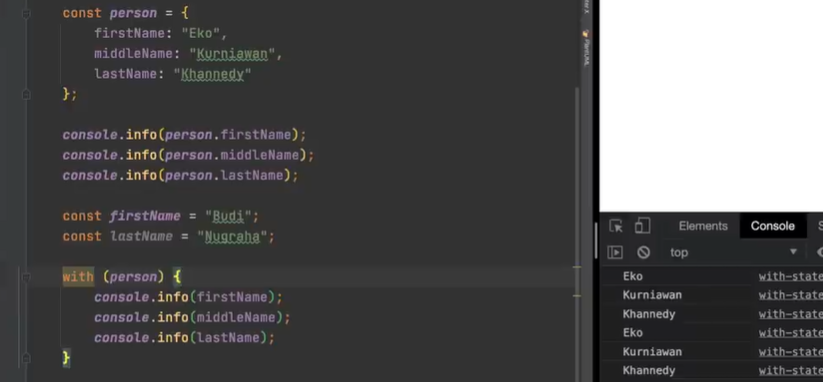 const person = {
firstName: "Eko",
middleName: "Kurniawan",
lastName: "Khannedy"
};
console.info(person.firstName);
console.info(person.middleName);
console.info(person.lastName);
const firstName = "Budi";
const lastName = "Nugraha";
with (person) {
console.info(firstName);
console.info(middleName);
console.info(lastName);
}
PlantUML
Elements Console
top
Eko with-state
Kurniawan with-state
Khannedy with-state
Eko with-state
Kurniawan with-state
Khannedy with-state